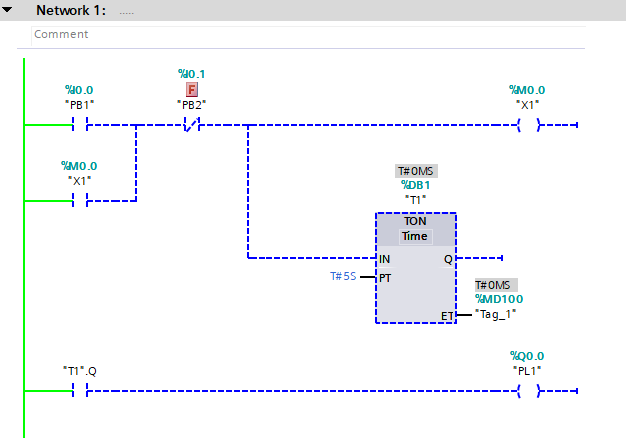 Network 1: .....
Comment
%I0.0
"PB1"
%I0.1
F
"PB2"
%M0.0
"X1"
%M0.0
"X1"
T#0MS
%DB1
"T1"
TON
Time
IN
Q
T#5S
PT
T#0MS
%MD100
ET
"Tag_1"
"T1".Q
%Q0.0
"PL1"